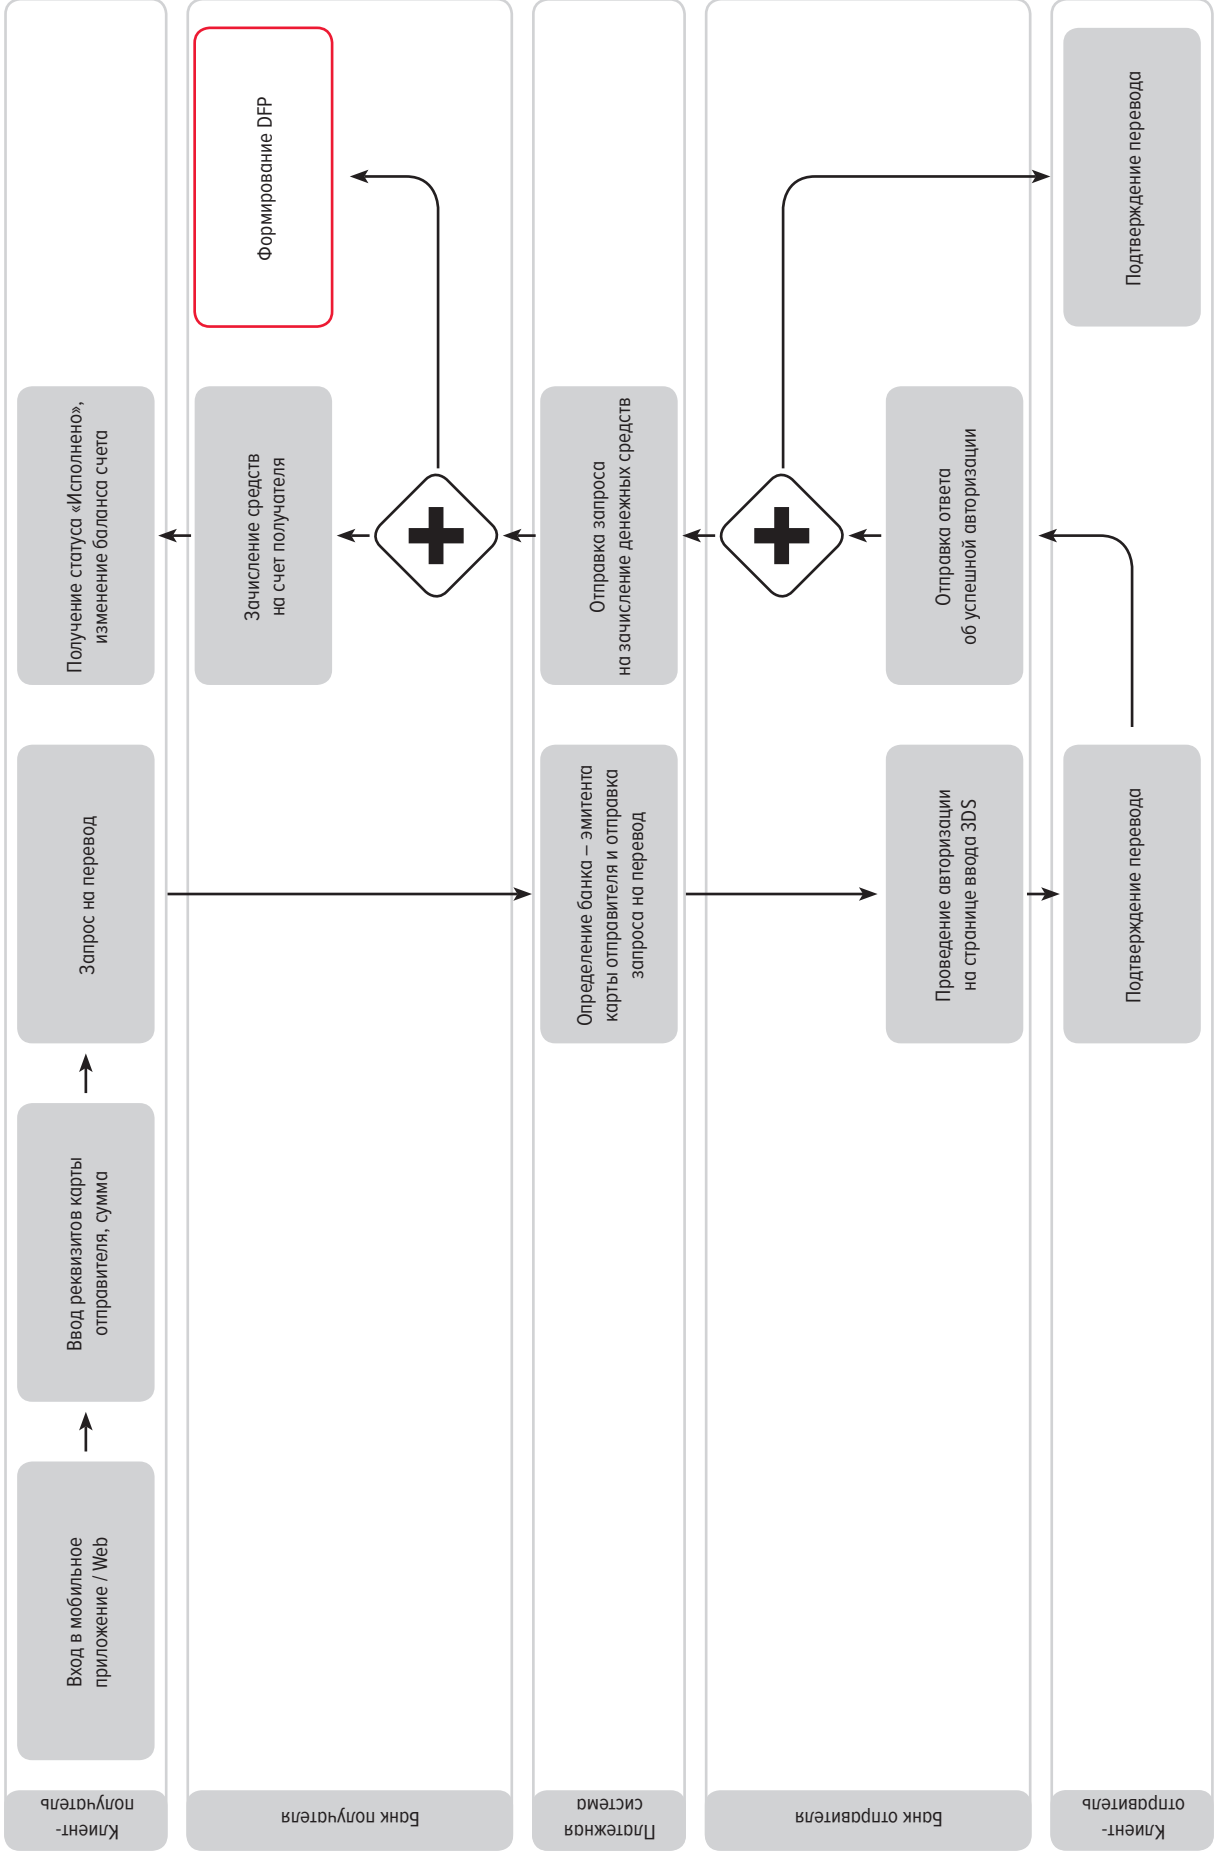 Клиент-
получатель
Вход в мобильное
приложение / Web
Ввод реквизитов карты
отправителя, сумма
Запрос на перевод
Получение статуса «Исполнено»,
изменение баланса счета
Банк получателя
Зачисление средств
на счет получателя
Формирование DFP
Платежная
система
Определение банка – эмитента
карты отправителя и отправка
запроса на перевод
Отправка запроса
на зачисление денежных средств
Банк отправителя
Проведение авторизации
на странице ввода 3DS
Отправка ответа
об успешной авторизации
Клиент-
отправитель
Подтверждение перевода
Подтверждение перевода